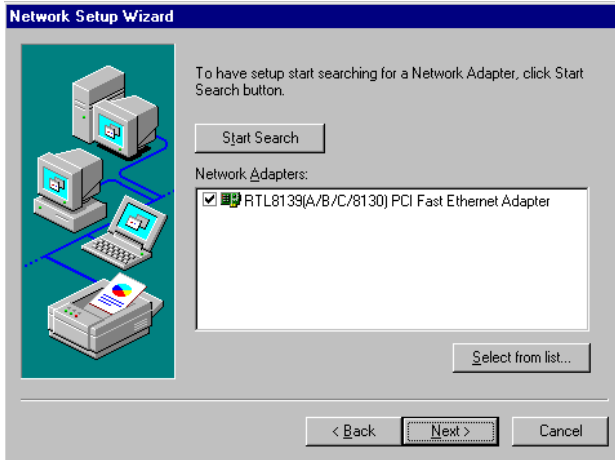 Network Setup Wizard
To have setup start searching for a Network Adapter, click Start
Search button.
Start Search
Network Adapters:
RTL8139(A/B/C/8130) PCI Fast Ethernet Adapter
Select from list...
< Back
Next >
Cancel